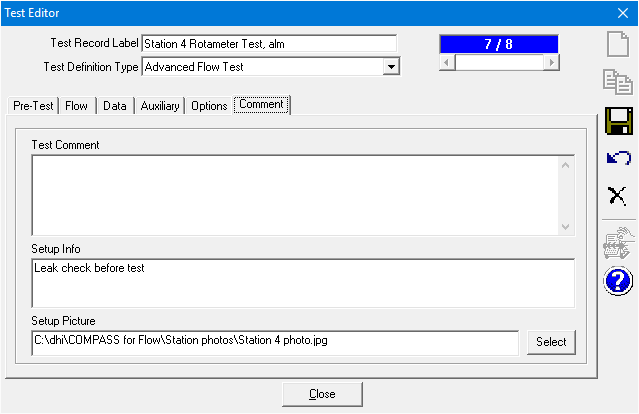 Test Editor
Test Record Label Station 4 Rotameter Test, alm
7 / 8
Test Definition Type Advanced Flow Test
Pre-Test Flow Data Auxiliary Options Comment
Test Comment
Setup Info
Leak check before test
Setup Picture
C:\dhi\COMPASS for Flow\Station photos\Station 4 photo.jpg Select
Close